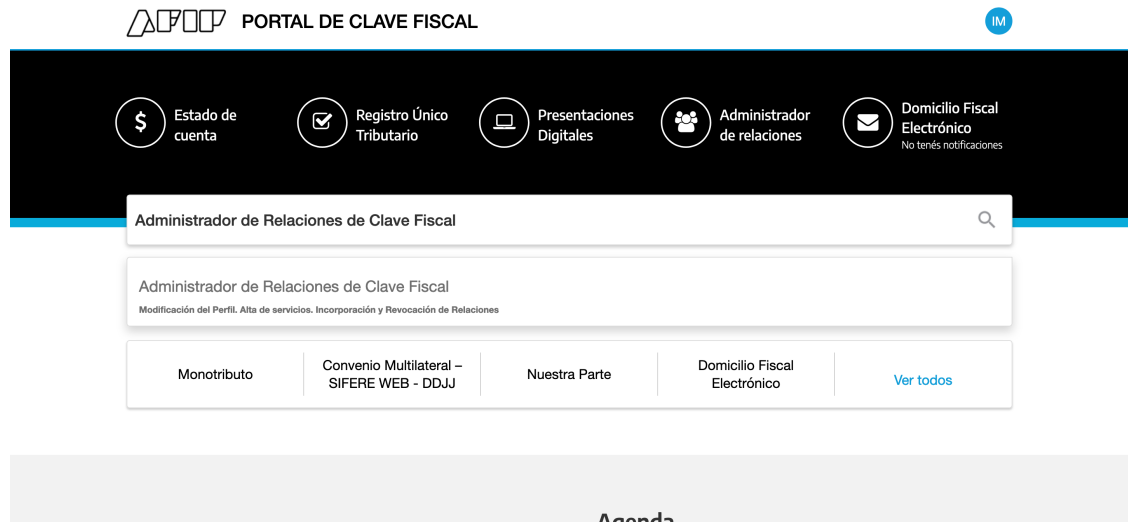 AFIP PORTAL DE CLAVE FISCAL
IM
Estado de
cuenta
Registro Único
Tributario
Presentaciones
Digitales
Administrador
de relaciones
Domicilio Fiscal
Electrónico
No tenés notificaciones
Administrador de Relaciones de Clave Fiscal
Administrador de Relaciones de Clave Fiscal
Modificación del Perfil. Alta de servicios. Incorporación y Revocación de Relaciones
Monotributo
Convenio Multilateral –
SIFERE WEB - DDJJ
Nuestra Parte
Domicilio Fiscal
Electrónico
Ver todos
Agenda